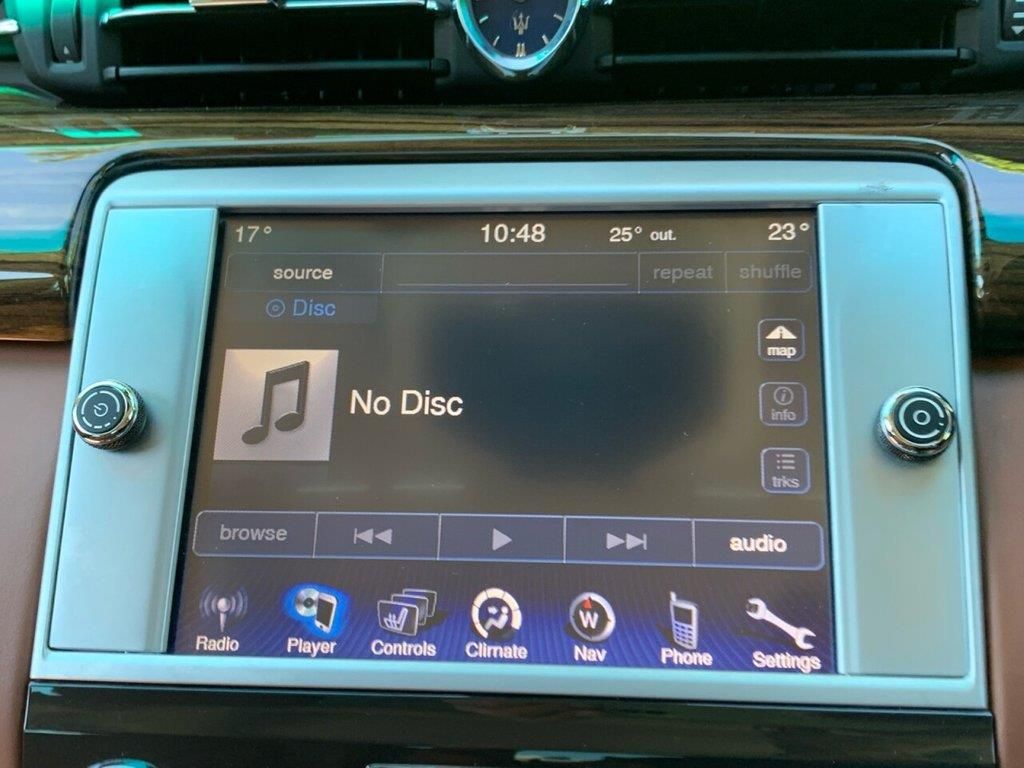 17° 10:48 25° out. 23°
source repeat shuffle
Disc
map
No Disc
info
trks
browse audio
Radio Player Controls Climate Nav Phone Settings
W